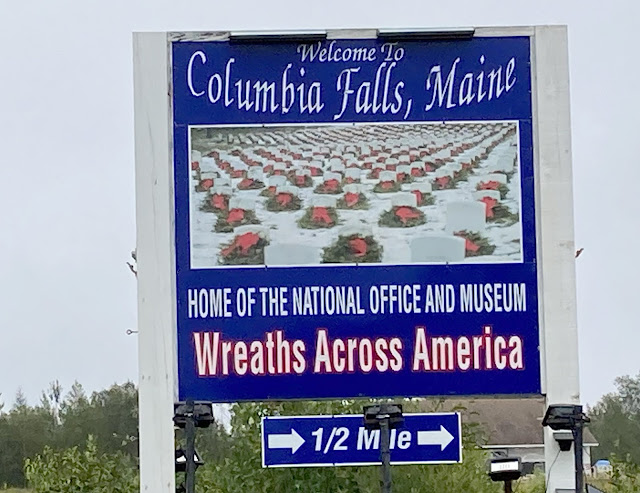 Welcome To
Columbia Falls, Maine
HOME OF THE NATIONAL OFFICE AND MUSEUM
Wreaths Across America
1/2 Mile